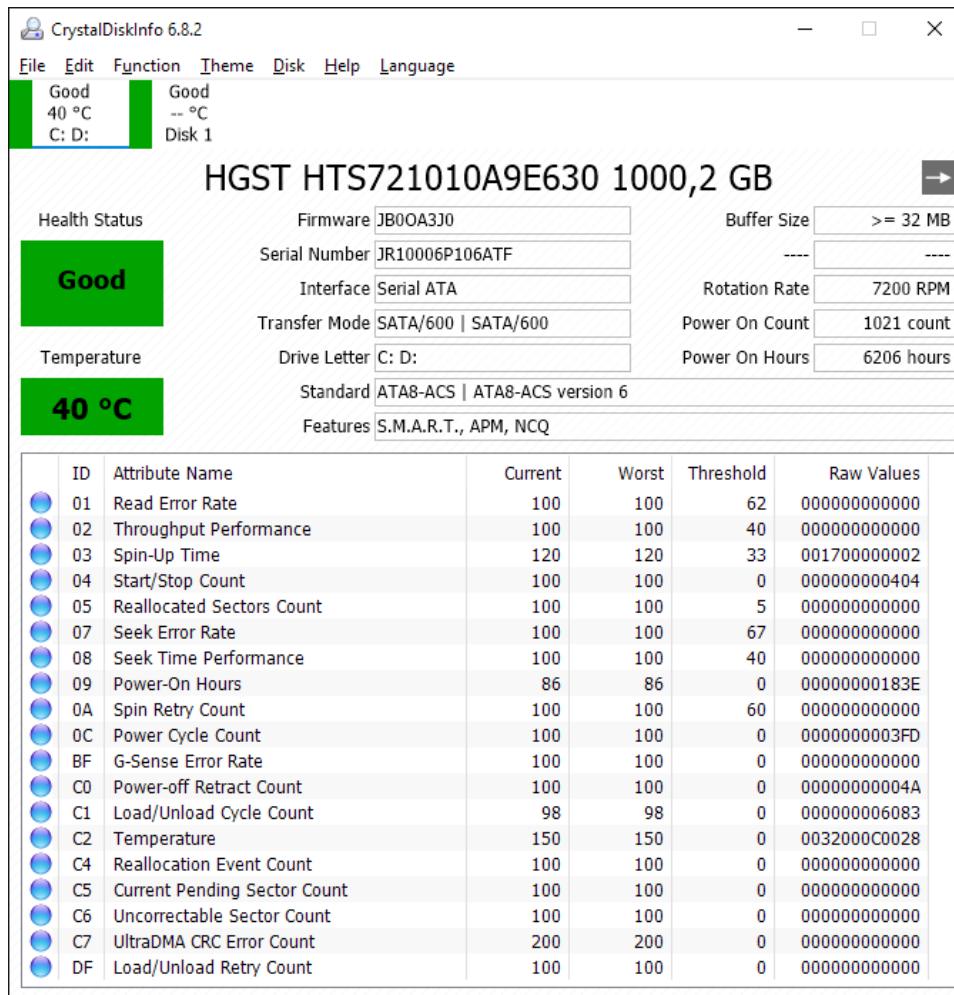 CrystalDiskInfo 6.8.2
File Edit Function Theme Disk Help Language
Good Good
40 °C -- °C
C: D: Disk 1
HGST HTS721010A9E630 1000,2 GB
Health Status Firmware JB0OA3J0 Buffer Size >= 32 MB
Good Serial Number JR10006P106ATF ---- ----
Interface Serial ATA Rotation Rate 7200 RPM
Transfer Mode SATA/600 | SATA/600 Power On Count 1021 count
Temperature Drive Letter C: D: Power On Hours 6206 hours
40 °C Standard ATA8-ACS | ATA8-ACS version 6
Features S.M.A.R.T., APM, NCQ
ID Attribute Name Current Worst Threshold Raw Values
01 Read Error Rate 100 100 62 000000000000
02 Throughput Performance 100 100 40 000000000000
03 Spin-Up Time 120 120 33 001700000002
04 Start/Stop Count 100 100 0 000000000404
05 Reallocated Sectors Count 100 100 5 000000000000
07 Seek Error Rate 100 100 67 000000000000
08 Seek Time Performance 100 100 40 000000000000
09 Power-On Hours 86 86 0 00000000183E
0A Spin Retry Count 100 100 60 000000000000
0C Power Cycle Count 100 100 0 0000000003FD
BF G-Sense Error Rate 100 100 0 000000000000
C0 Power-off Retract Count 100 100 0 00000000004A
C1 Load/Unload Cycle Count 98 98 0 000000006083
C2 Temperature 150 150 0 0032000C0028
C4 Reallocation Event Count 100 100 0 000000000000
C5 Current Pending Sector Count 100 100 0 000000000000
C6 Uncorrectable Sector Count 100 100 0 000000000000
C7 UltraDMA CRC Error Count 200 200 0 000000000000
DF Load/Unload Retry Count 100 100 0 000000000000